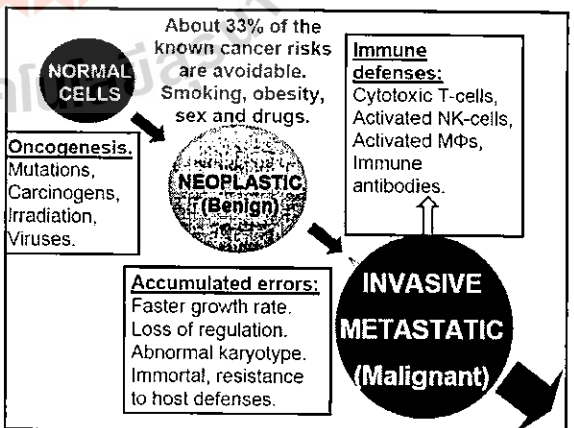 About 33% of the
known cancer risks
are avoidable.
Smoking, obesity,
sex and drugs.
NORMAL
CELLS
Immune
defenses:
Cytotoxic T-cells,
Activated NK-cells,
Activated MΦs,
Immune
antibodies.
Oncogenesis.
Mutations,
Carcinogens,
Irradiation,
Viruses.
NEOPLASTIC
(Benign)
Accumulated errors:
Faster growth rate.
Loss of regulation.
Abnormal karyotype.
Immortal, resistance
to host defenses.
INVASIVE
METASTATIC
(Malignant)